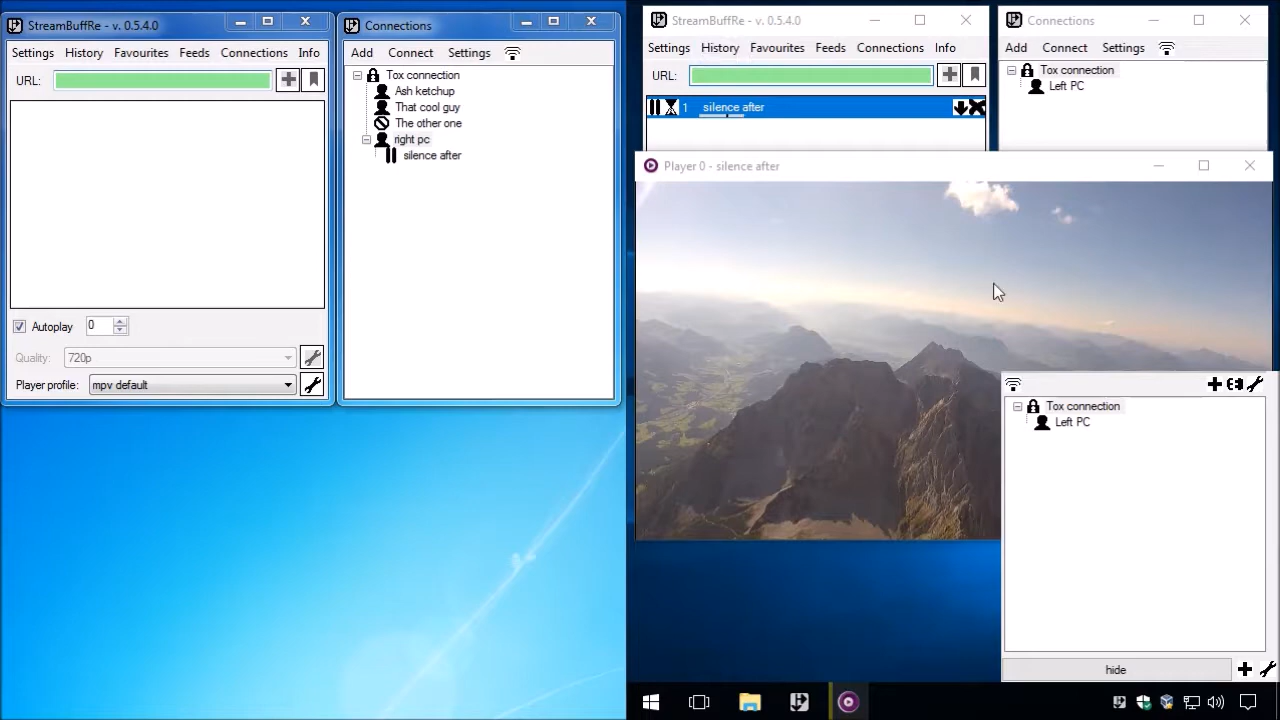 StreamBuffRe - v. 0.5.4.0
Settings History Favourites Feeds Connections Info
URL:
Autoplay 0
Quality: 720p
Player profile: mpv default
Connections
Add Connect Settings
Tox connection
Ash ketchup
That cool guy
The other one
right pc
silence after
StreamBuffRe - v. 0.5.4.0
Settings History Favourites Feeds Connections Info
URL:
1 silence after
Connections
Add Connect Settings
Tox connection
Left PC
Player 0 - silence after
Tox connection
Left PC
hide